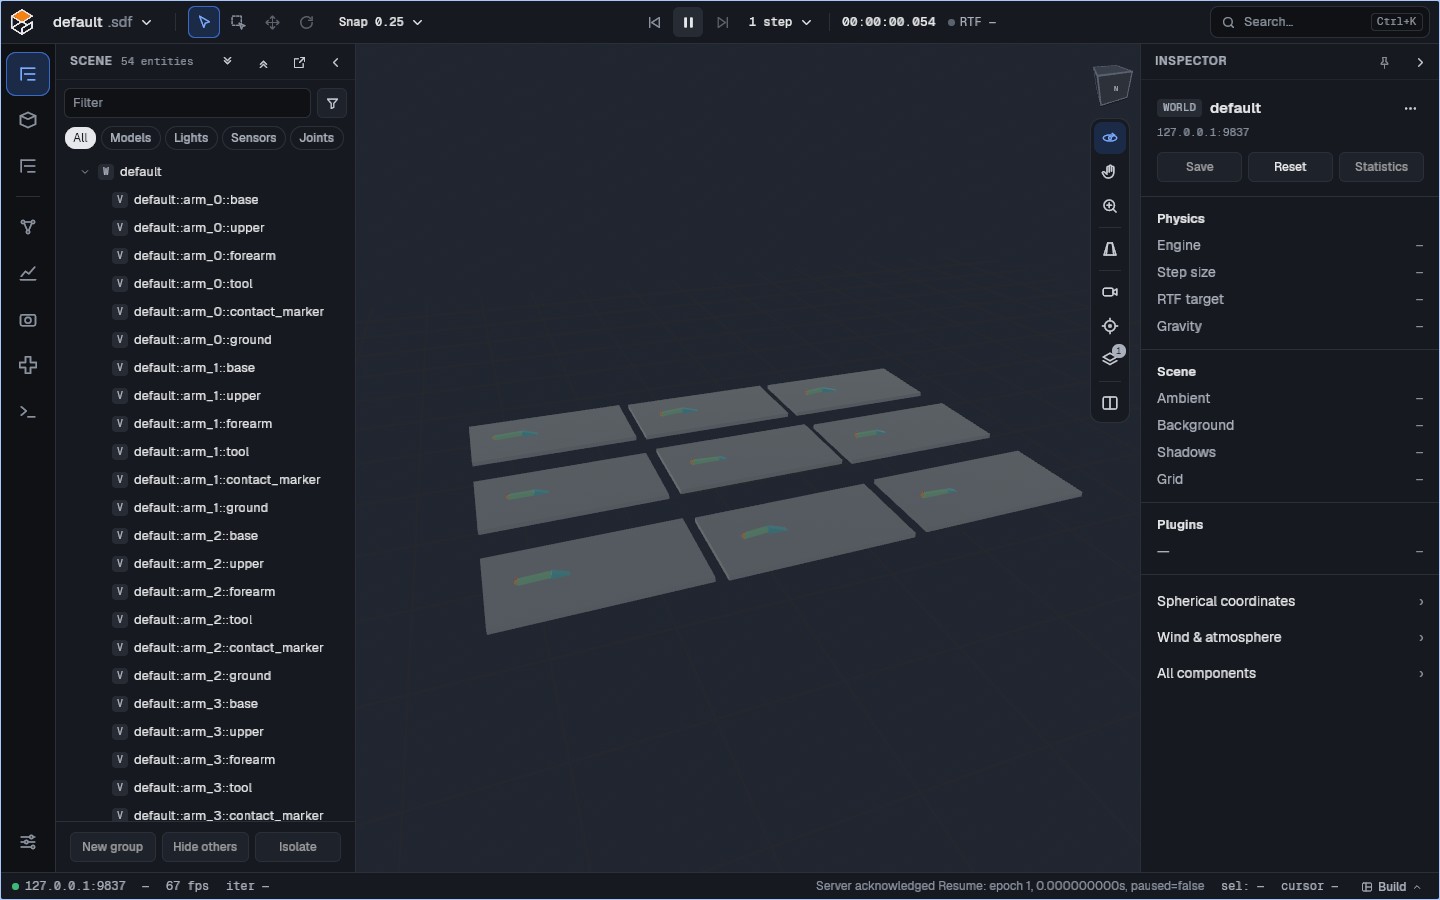 default .sdf
Snap 0.25
1 step
00:00:00.054
RTF –
Search...
Ctrl+K
SCENE 54 entities
Filter
All
Models
Lights
Sensors
Joints
W default
V default::arm_0::base
V default::arm_0::upper
V default::arm_0::forearm
V default::arm_0::tool
V default::arm_0::contact_marker
V default::arm_0::ground
V default::arm_1::base
V default::arm_1::upper
V default::arm_1::forearm
V default::arm_1::tool
V default::arm_1::contact_marker
V default::arm_1::ground
V default::arm_2::base
V default::arm_2::upper
V default::arm_2::forearm
V default::arm_2::tool
V default::arm_2::contact_marker
V default::arm_2::ground
V default::arm_3::base
V default::arm_3::upper
V default::arm_3::forearm
V default::arm_3::tool
V default::arm_3::contact_marker
New group
Hide others
Isolate
N
1
INSPECTOR
WORLD default
127.0.0.1:9837
Save
Reset
Statistics
Physics
Engine –
Step size –
RTF target –
Gravity –
Scene
Ambient –
Background –
Shadows –
Grid –
Plugins
— –
Spherical coordinates
Wind & atmosphere
All components
127.0.0.1:9837 – 67 fps iter –
Server acknowledged Resume: epoch 1, 0.000000000s, paused=false
sel: –
cursor –
Build